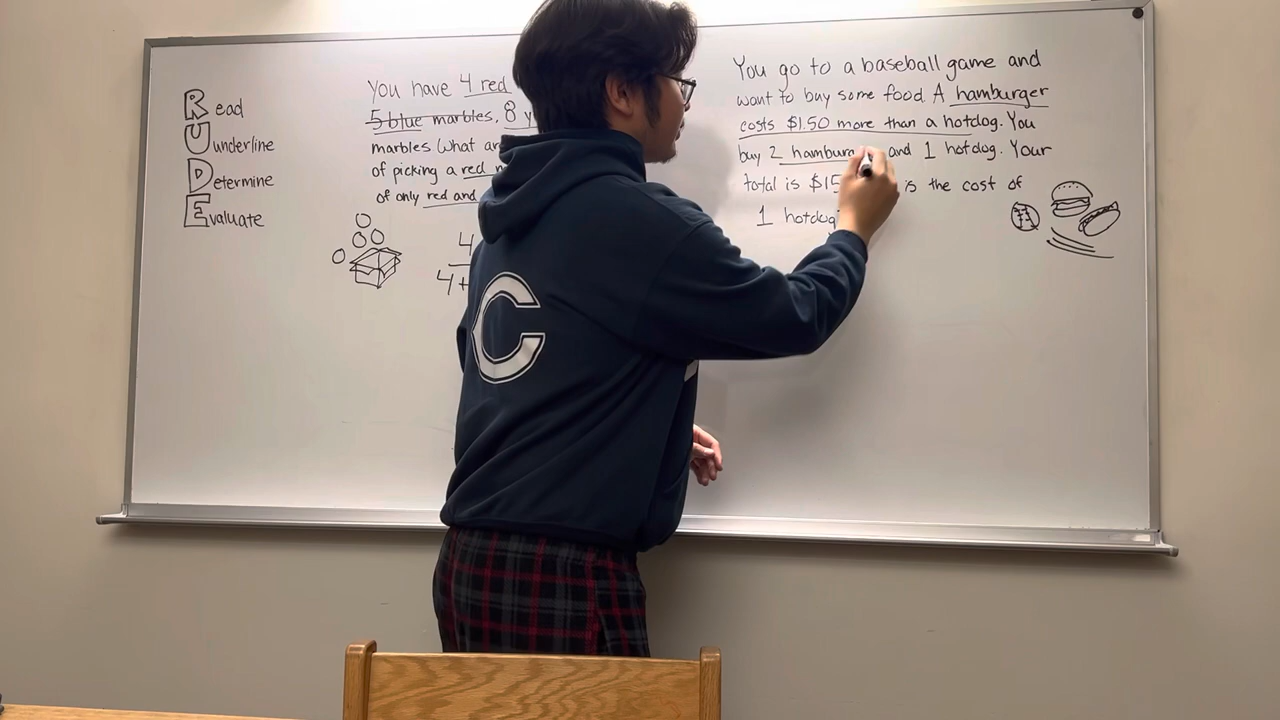 Read
Uunderline
Determine
Evaluate
You have 4 red
5 blue marbles, 8 y
marbles what ar
of picking a red m
of only red and
4
4+
C
You go to a baseball game and
want to buy some food. A hamburger
costs $1.50 more than a hotdog. You
buy 2 hamburg and 1 hotdog. Your
total is $15 is the cost of
1 hotdog